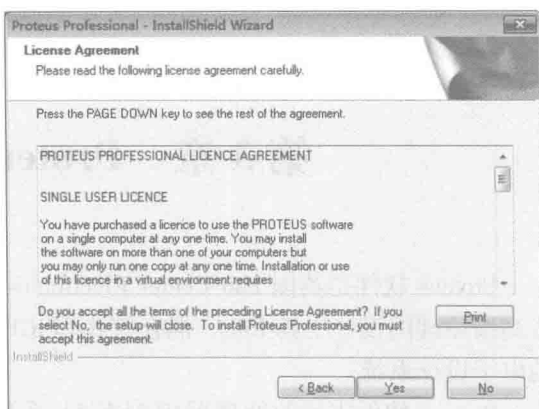 Proteus Professional - InstallShield Wizard
License Agreement
Please read the following license agreement carefully.
Press the PAGE DOWN key to see the rest of the agreement.
PROTEUS PROFESSIONAL LICENCE AGREEMENT
SINGLE USER LICENCE
You have purchased a licence to use the PROTEUS software
on a single computer at any one time. You may install
the software on more than one of your computers but
you may only run one copy at any one time. Installation or use
of this licence in a virtual environment requires
Do you accept all the terms of the preceding License Agreement? If you
select No, the setup will close. To install Proteus Professional, you must
accept this agreement.
Print
InstallShield
< Back
Yes
No